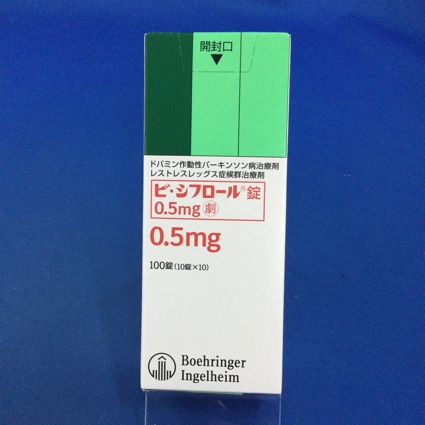 開封口
▼
ドパミン作動性パーキンソン病治療剤
レストレスレッグス症候群治療剤
ビ・シフロール®錠
0.5mg 劇
0.5mg
100錠(10錠×10)
Boehringer
Ingelheim